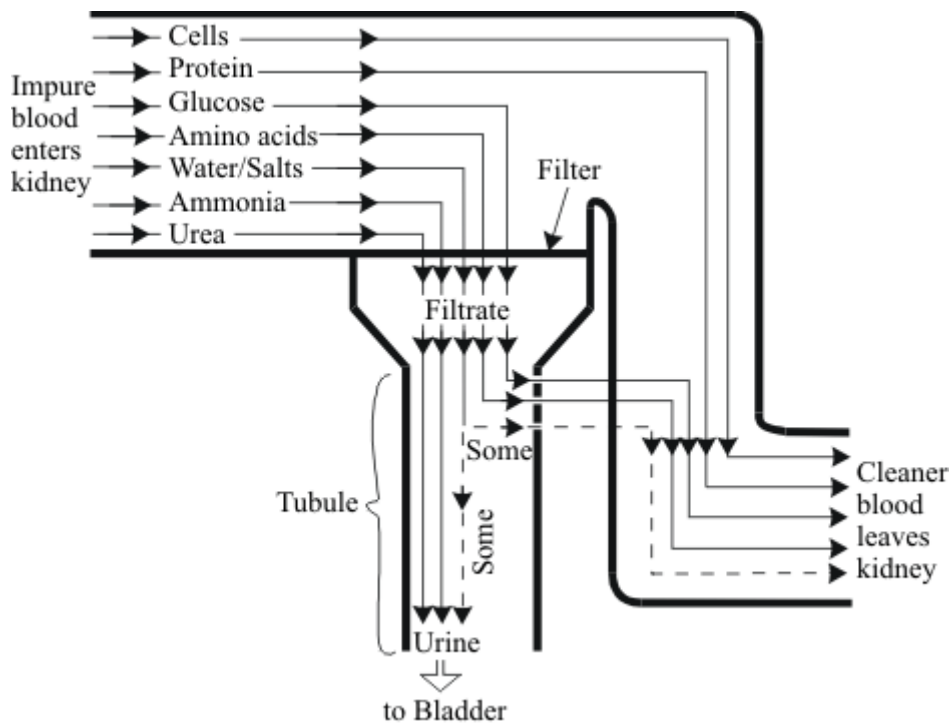 Cells
Protein
Impure
blood
enters
kidney
Glucose
Amino acids
Water/Salts
Ammonia
Urea
Filter
Filtrate
Some
Some
Tubule
Cleaner
blood
leaves
kidney
Urine
to Bladder